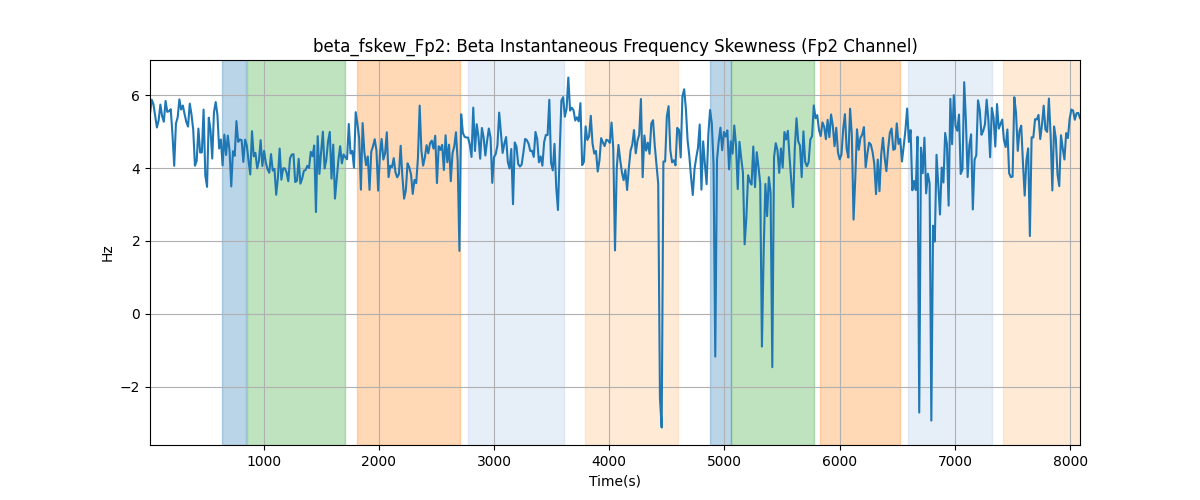 beta_fskew_Fp2: Beta Instantaneous Frequency Skewness (Fp2 Channel)
Hz
6
4
2
0
−2
1000 2000 3000 4000 5000 6000 7000 8000
Time(s)